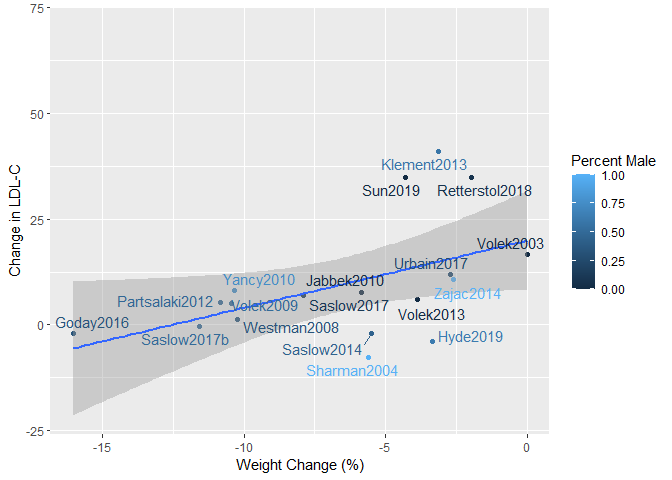 75
50
25
0
-25
Change in LDL-C
Klement2013
Sun2019
Retterstol2018
Volek2003
Urbain2017
Yancy2010
Jabbek2010
Zajac2014
Partsalaki2012
Volek2009
Saslow2017
Volek2013
Goday2016
Westman2008
Saslow2017b
Hyde2019
Saslow2014
Sharman2004
-15
-10
-5
0
Weight Change (%)
Percent Male
1.00
0.75
0.50
0.25
0.00